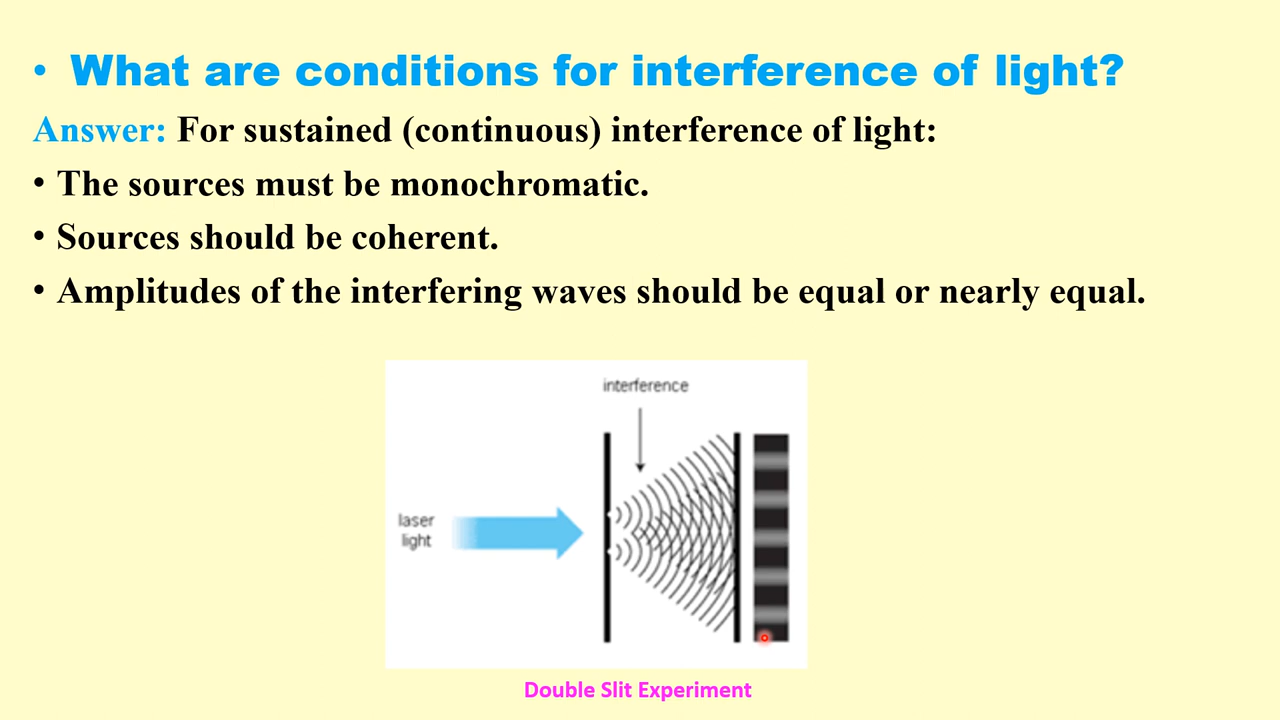 • What are conditions for interference of light?
Answer: For sustained (continuous) interference of light:
• The sources must be monochromatic.
• Sources should be coherent.
• Amplitudes of the interfering waves should be equal or nearly equal.
interference
laser
light
Double Slit Experiment